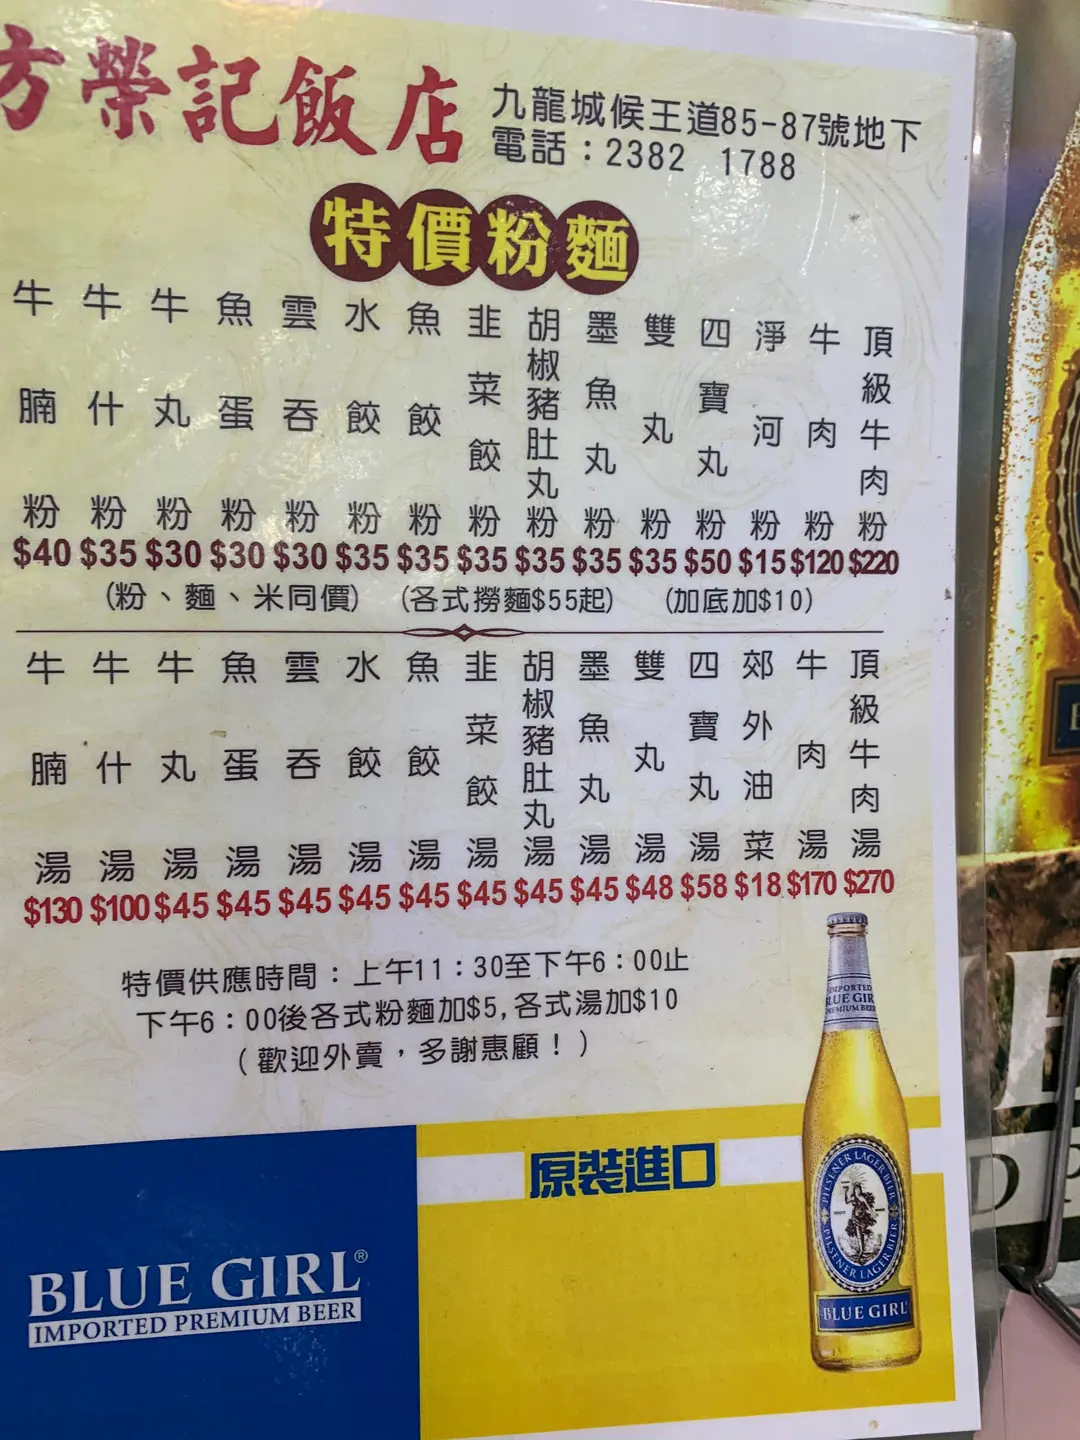 方榮記飯店
九龍城候王道85-87號地下
電話：2382 1788
特價粉麵
牛腩粉 $40
牛什粉 $35
牛丸粉 $30
魚蛋粉 $30
雲吞粉 $30
水餃粉 $35
魚餃粉 $35
韭菜餃粉 $35
胡椒豬肚丸粉 $35
墨魚丸粉 $35
雙丸粉 $35
四寶丸粉 $50
淨河粉 $15
牛肉粉 $120
頂級牛肉粉 $220
(粉、麵、米同價) (各式撈麵$55起) (加底加$10)
牛腩湯 $130
牛什湯 $100
牛丸湯 $45
魚蛋湯 $45
雲吞湯 $45
水餃湯 $45
魚餃湯 $45
韭菜餃湯 $45
胡椒豬肚丸湯 $45
墨魚丸湯 $45
雙丸湯 $48
四寶丸湯 $58
郊外油菜 $18
牛肉湯 $170
頂級牛肉湯 $270
特價供應時間：上午11：30至下午6：00止
下午6：00後各式粉麵加$5,各式湯加$10
（歡迎外賣，多謝惠顧！）
原裝進口
BLUE GIRL®
IMPORTED PREMIUM BEER
IMPORTED
BLUE GIRL
PREMIUM BEER
PILSENER LAGER BIER
PILSENER LAGER BIER
BLUE GIRL